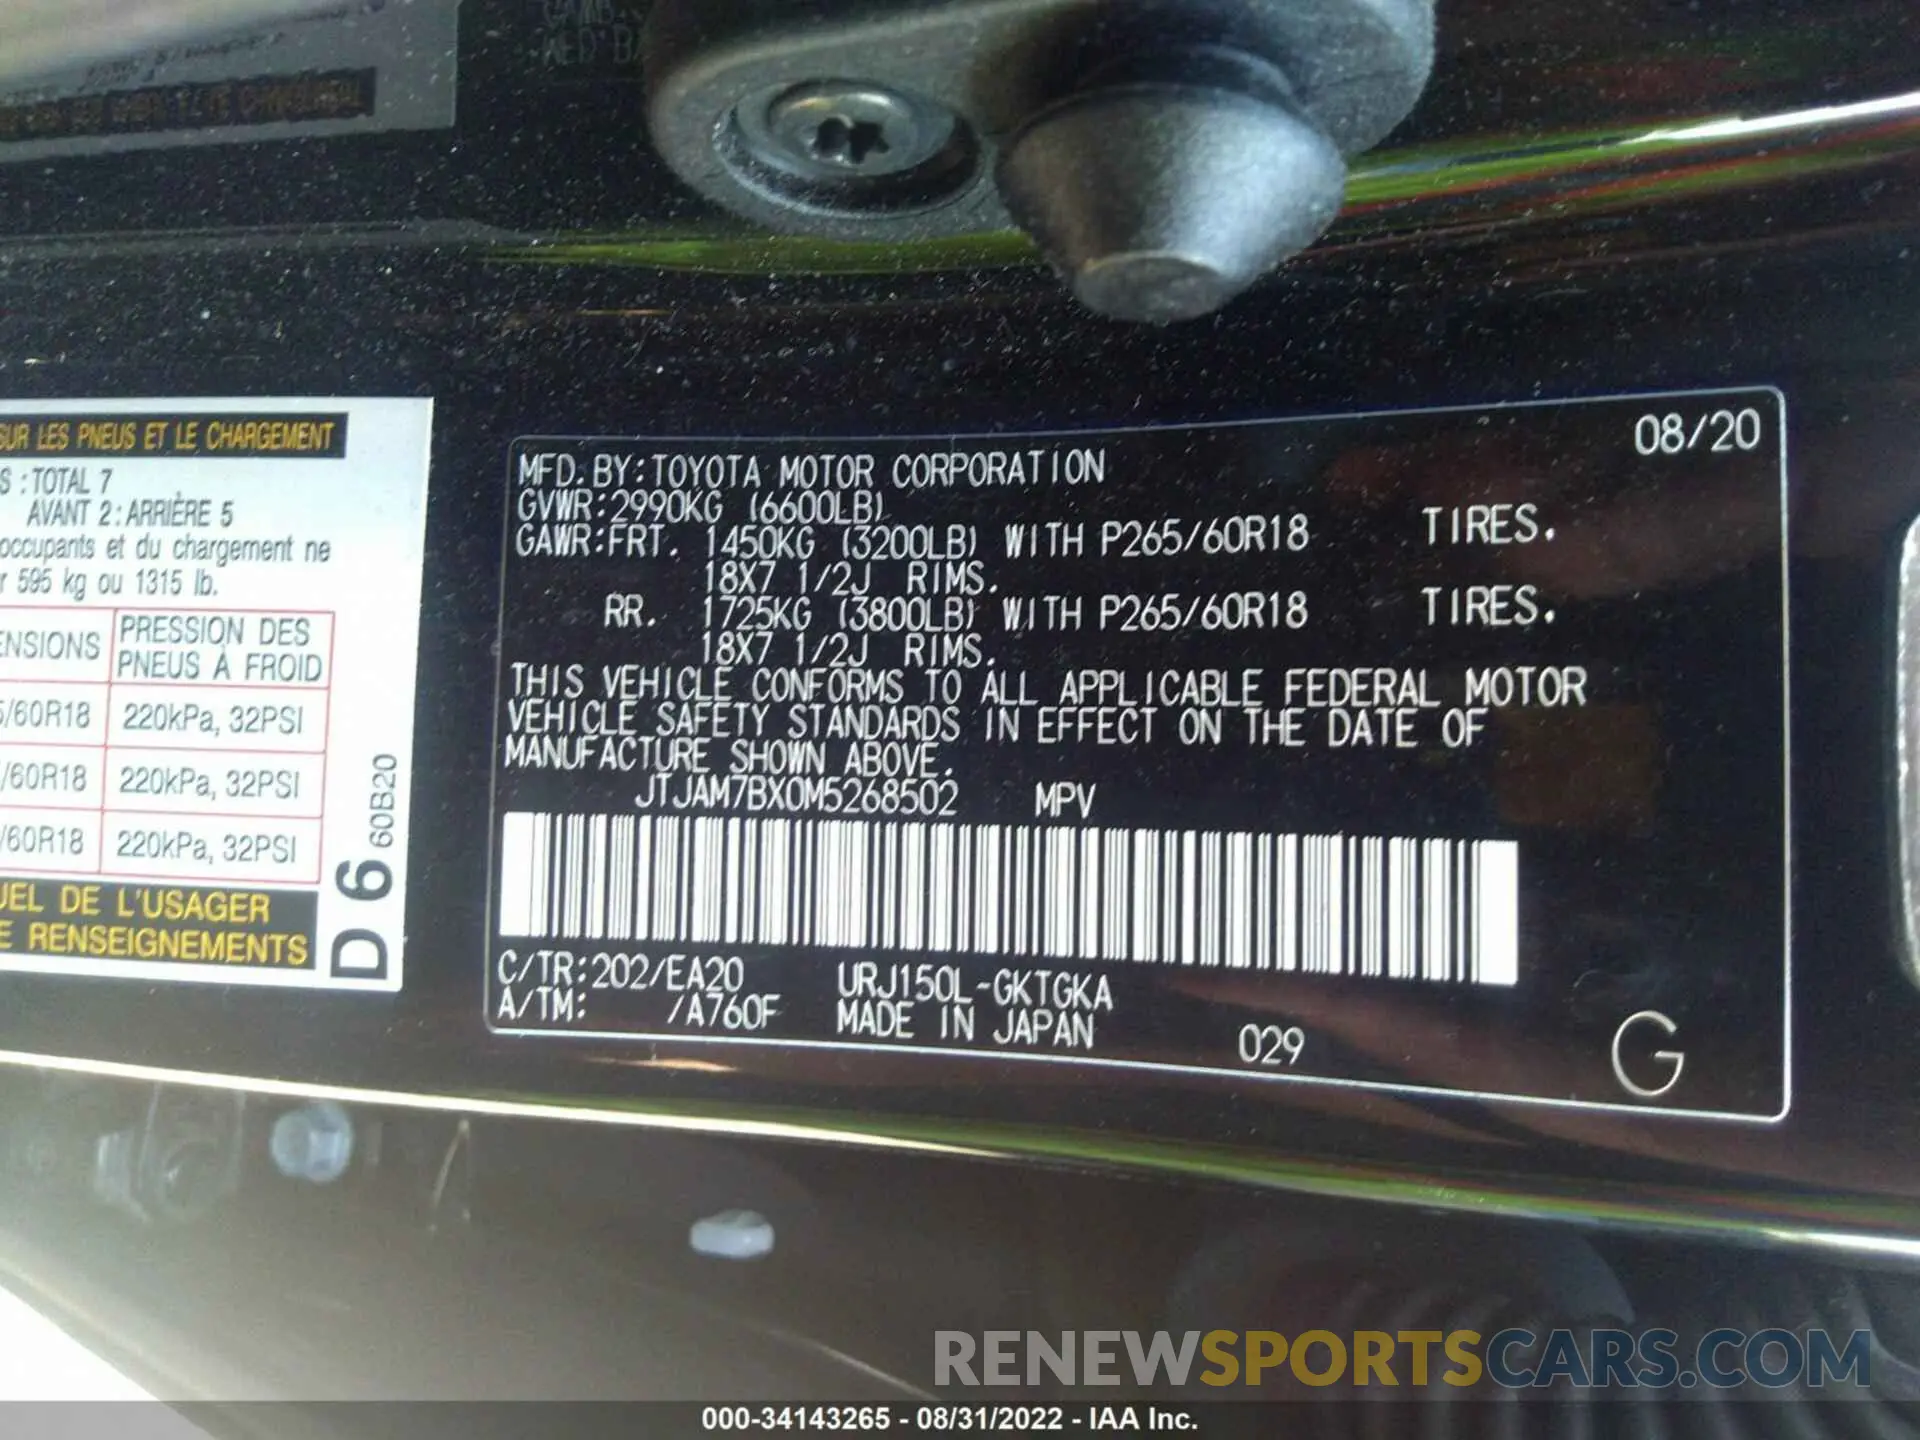 08/20
MFD. BY: TOYOTA MOTOR CORPORATION
GVWR: 2990KG (6600LB)
GAWR: FRT. 1450KG (3200LB) WITH P265/60R18 TIRES.
18X7 1/2J RIMS.
RR. 1725KG (3800LB) WITH P265/60R18 TIRES.
18X7 1/2J RIMS.
THIS VEHICLE CONFORMS TO ALL APPLICABLE FEDERAL MOTOR
VEHICLE SAFETY STANDARDS IN EFFECT ON THE DATE OF
MANUFACTURE SHOWN ABOVE.
JTJAM7BX0M5268502 MPV
C/TR: 202/EA20 URJ150L-GKTGKA
A/TM: /A760F MADE IN JAPAN 029 G
SUR LES PNEUS ET LE CHARGEMENT
S : TOTAL 7
AVANT 2 : ARRIÈRE 5
occupants et du chargement ne
r 595 kg ou 1315 lb.
ENSIONS PRESSION DES
PNEUS À FROID
5/60R18 220kPa, 32PSI
/60R18 220kPa, 32PSI
/60R18 220kPa, 32PSI
UEL DE L'USAGER
E RENSEIGNEMENTS
D 6 60B20
RENEWSPORTSCARS.COM
000-34143265 - 08/31/2022 - IAA Inc.